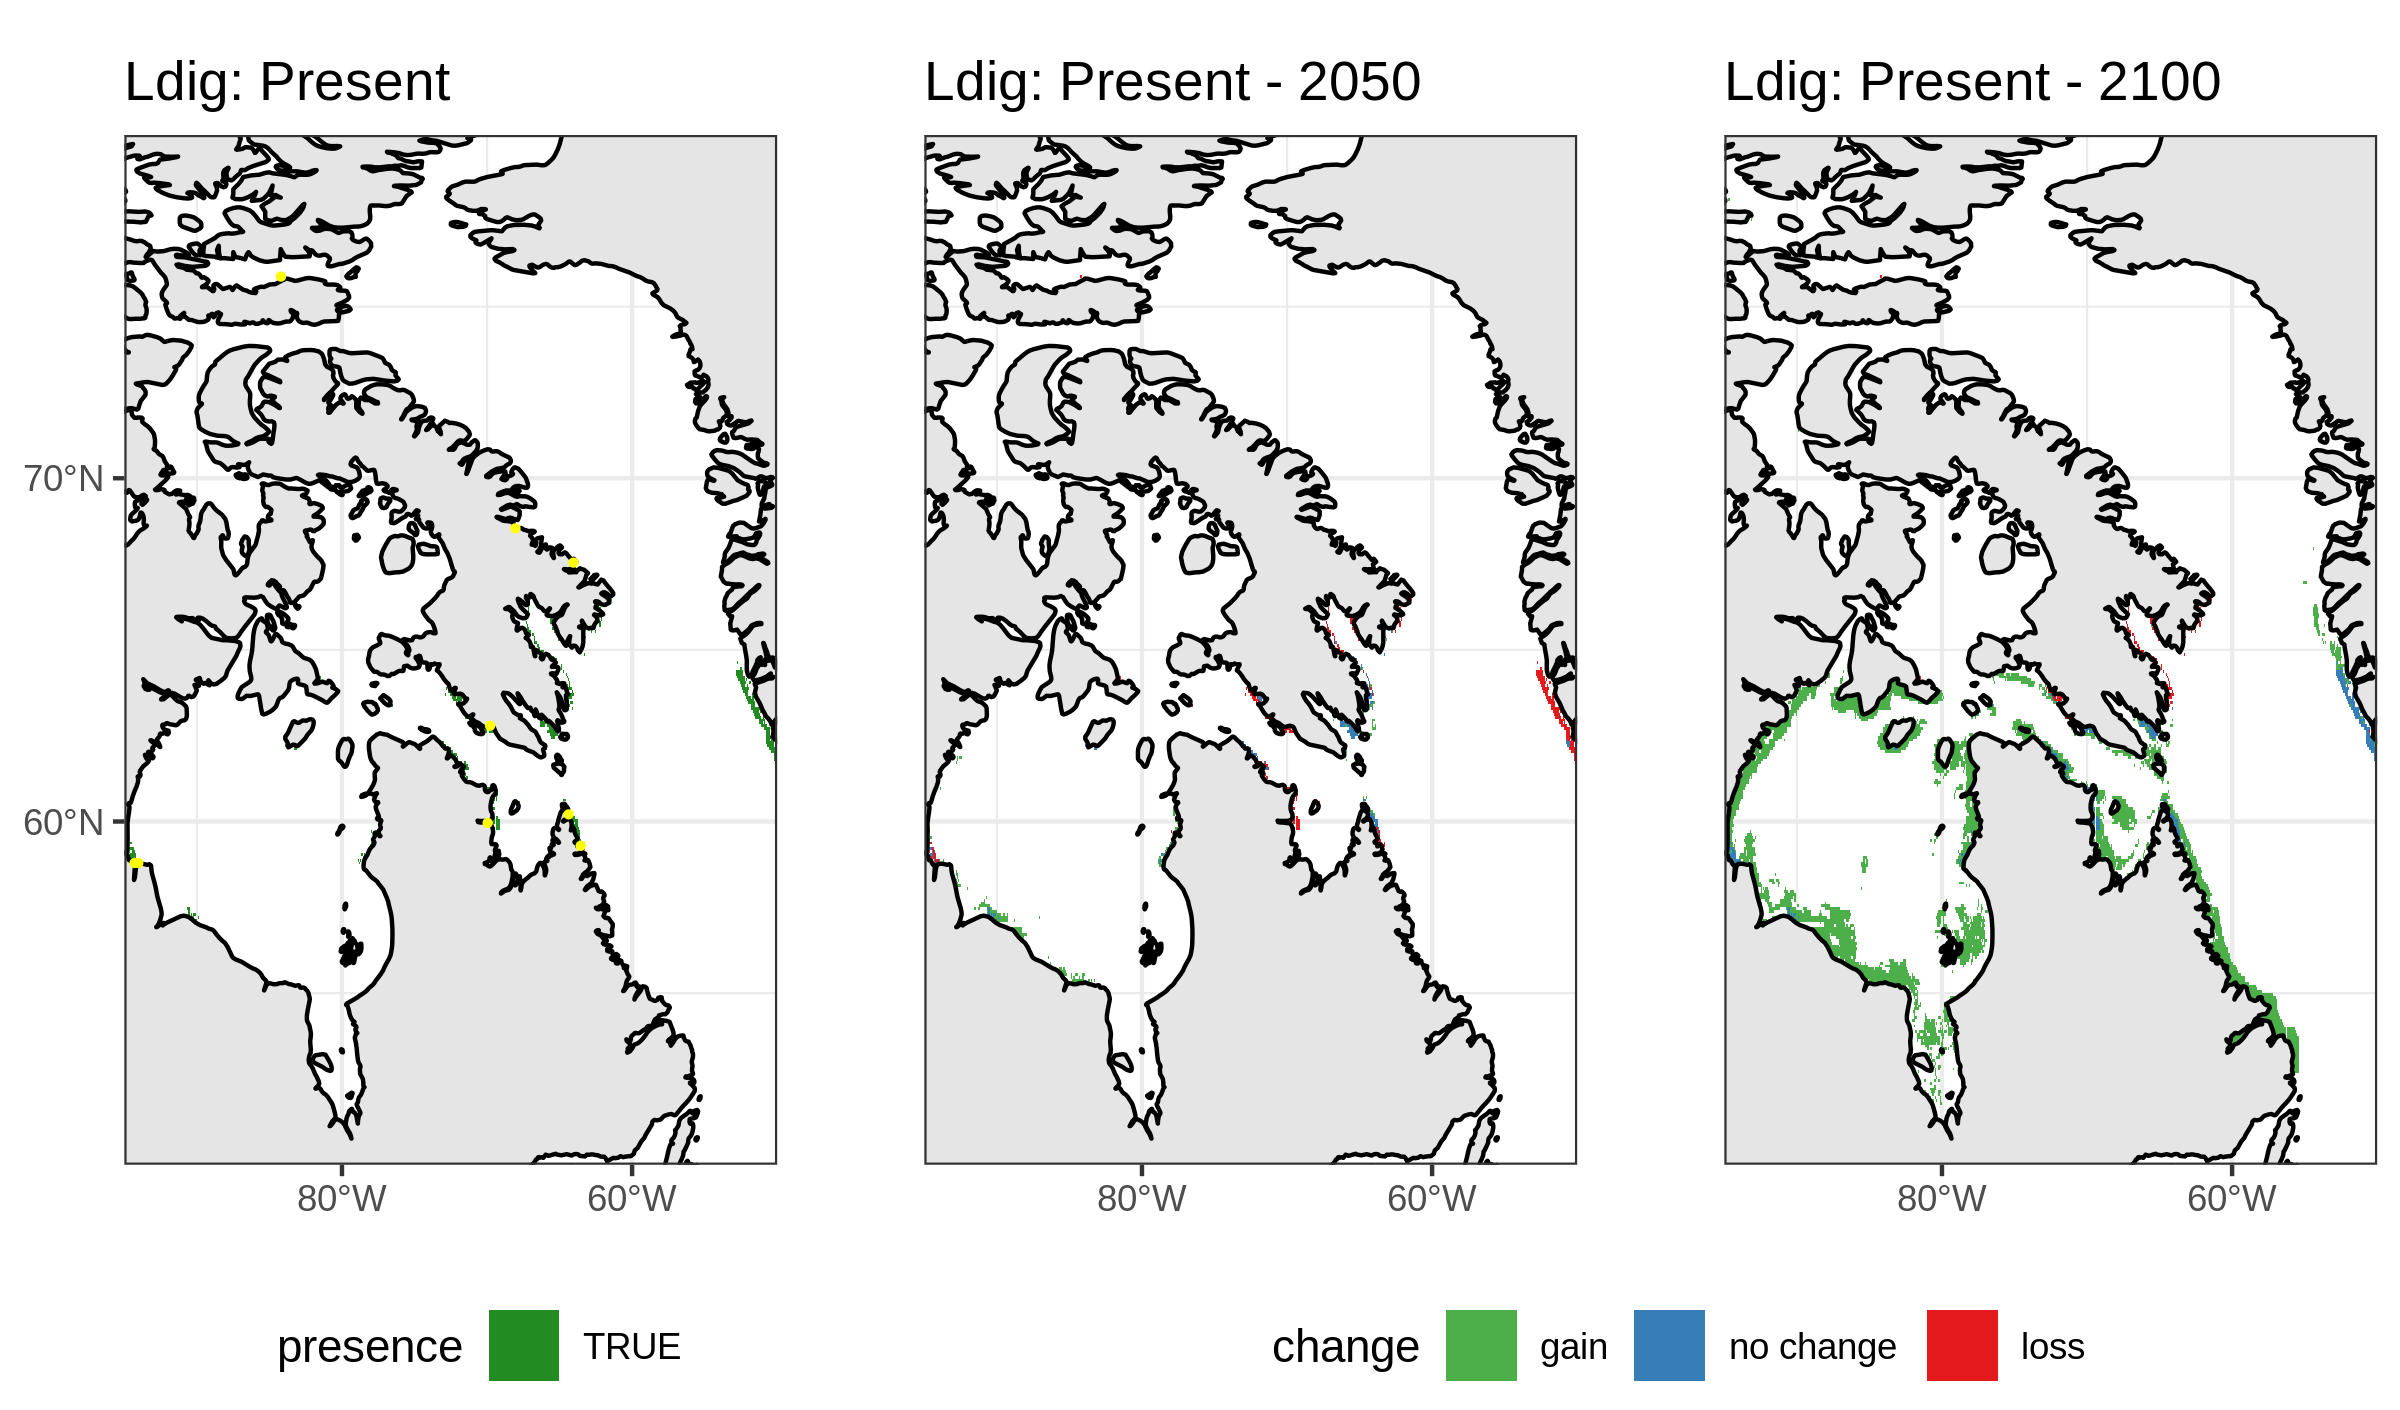 Ldig: Present
Ldig: Present - 2050
Ldig: Present - 2100
70°N
60°N
80°W
60°W
80°W
60°W
80°W
60°W
presence
TRUE
change
gain
no change
loss